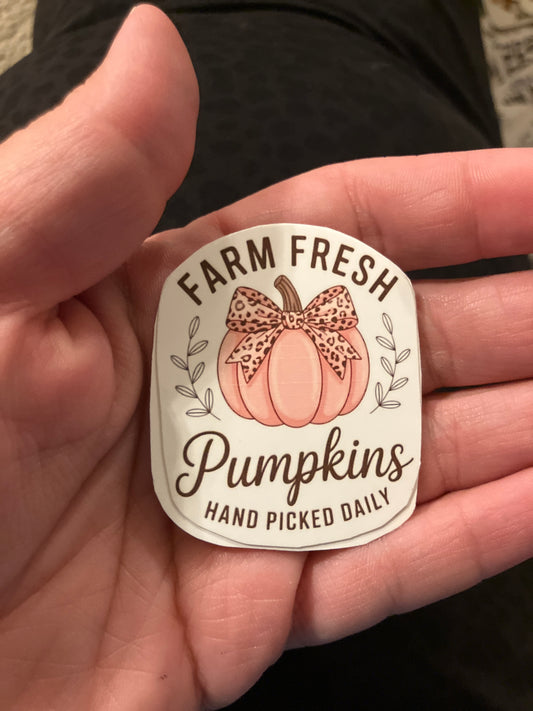 FARM FRESH
Pumpkins
HAND PICKED DAILY